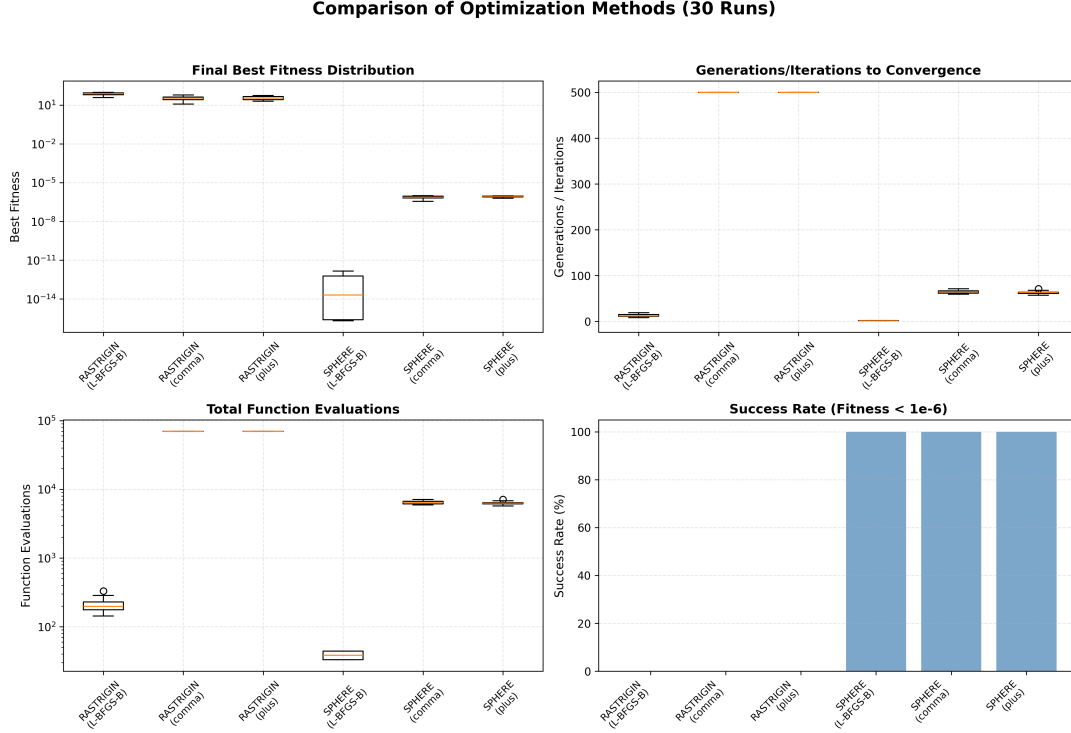 Comparison of Optimization Methods (30 Runs)
Final Best Fitness Distribution
Best Fitness
10^1
10^-2
10^-5
10^-8
10^-11
10^-14
RASTRIGIN
(L-BFGS-B)
RASTRIGIN
(comma)
RASTRIGIN
(plus)
SPHERE
(L-BFGS-B)
SPHERE
(comma)
SPHERE
(plus)
Generations/Iterations to Convergence
Generations / Iterations
500
400
300
200
100
0
RASTRIGIN
(L-BFGS-B)
RASTRIGIN
(comma)
RASTRIGIN
(plus)
SPHERE
(L-BFGS-B)
SPHERE
(comma)
SPHERE
(plus)
Total Function Evaluations
Function Evaluations
10^5
10^4
10^3
10^2
RASTRIGIN
(L-BFGS-B)
RASTRIGIN
(comma)
RASTRIGIN
(plus)
SPHERE
(L-BFGS-B)
SPHERE
(comma)
SPHERE
(plus)
Success Rate (Fitness < 1e-6)
Success Rate (%)
100
80
60
40
20
0
RASTRIGIN
(L-BFGS-B)
RASTRIGIN
(comma)
RASTRIGIN
(plus)
SPHERE
(L-BFGS-B)
SPHERE
(comma)
SPHERE
(plus)